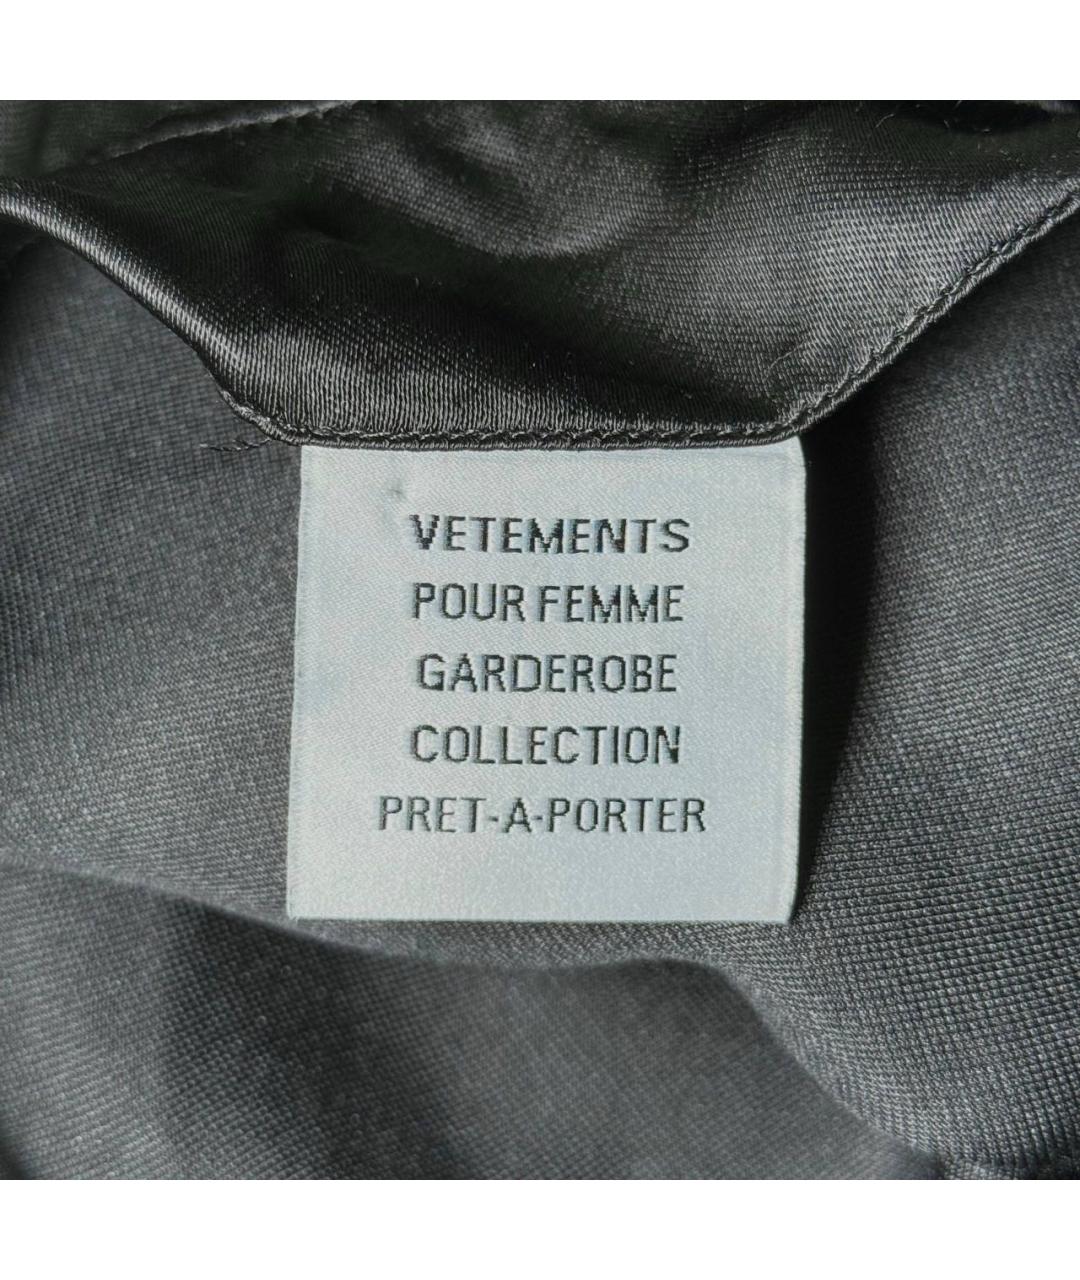 VETEMENTS
POUR FEMME
GARDEROBE
COLLECTION
PRET-A-PORTER